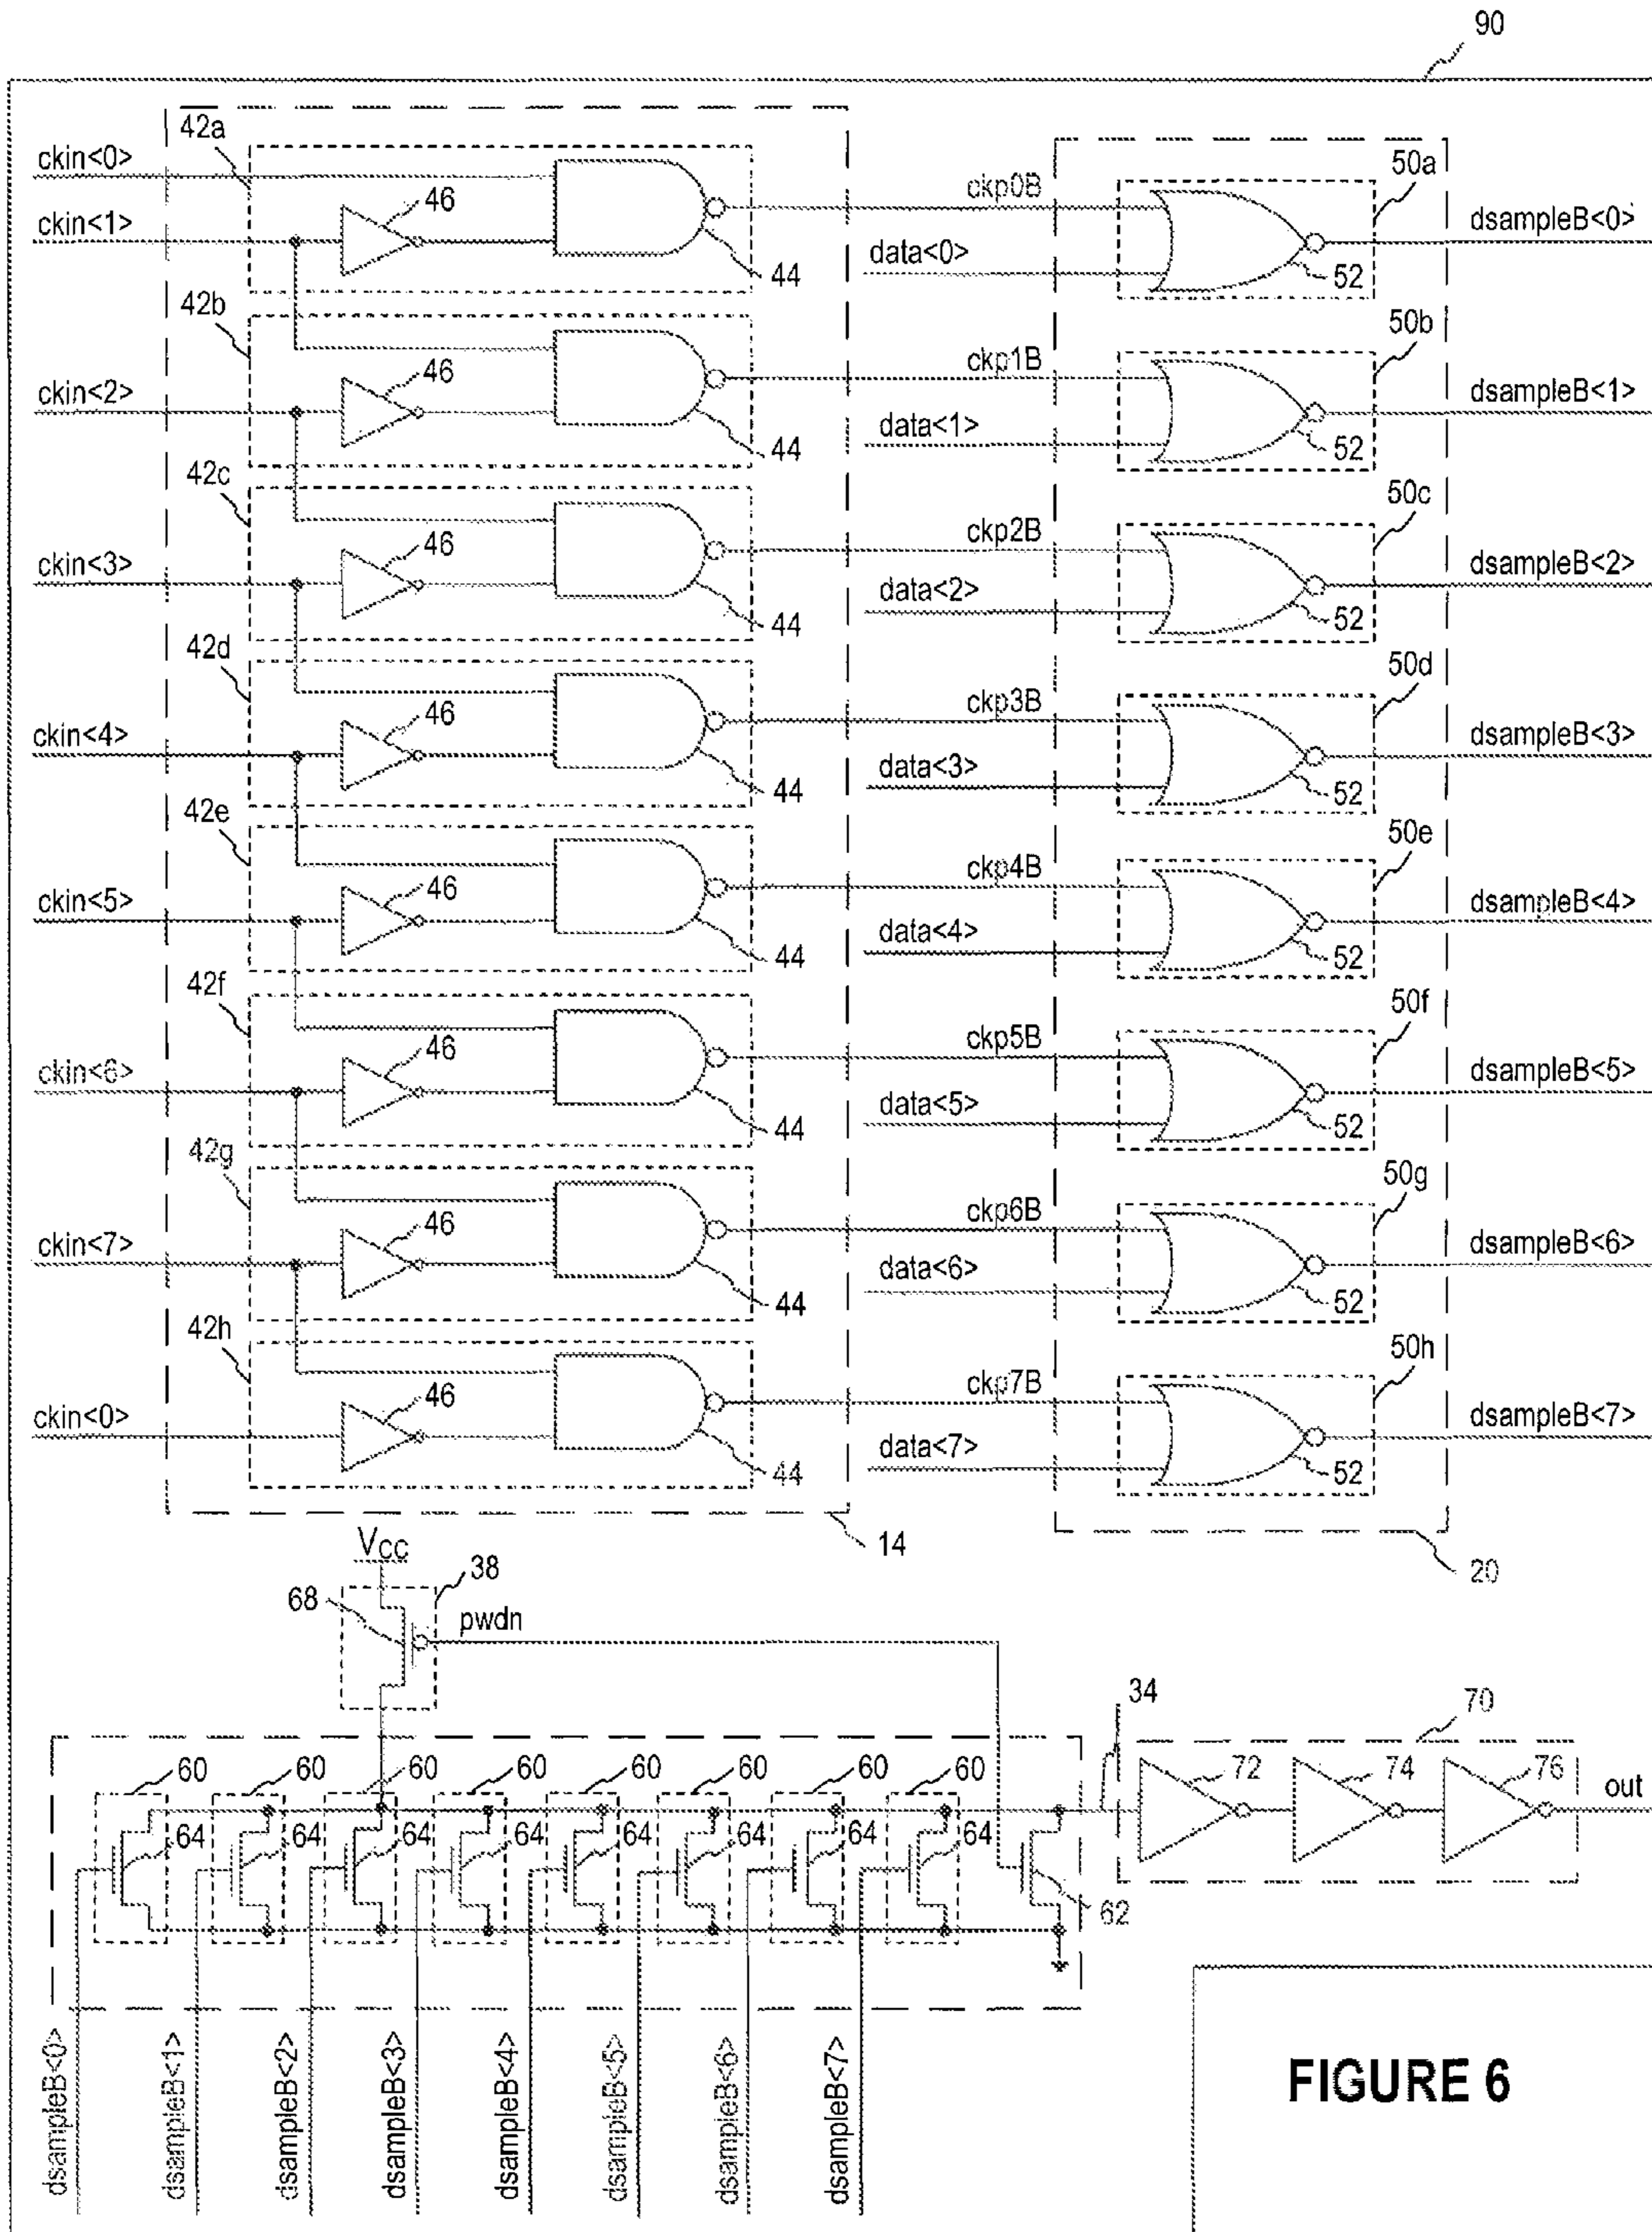 90
42a
ckin<0>
46
ckp0B
50a
ckin<1>
data<0>
44
52
dsampleB<0>
42b
50b
46
ckp1B
ckin<2>
data<1>
44
52
dsampleB<1>
42c
50c
46
ckp2B
ckin<3>
data<2>
44
52
dsampleB<2>
42d
50d
46
ckp3B
ckin<4>
data<3>
44
52
dsampleB<3>
42e
50e
46
ckp4B
ckin<5>
data<4>
44
52
dsampleB<4>
42f
50f
46
ckp5B
ckin<6>
data<5>
44
52
dsampleB<5>
42g
50g
46
ckp6B
ckin<7>
data<6>
44
52
dsampleB<6>
42h
50h
46
ckp7B
ckin<0>
data<7>
44
52
dsampleB<7>
14
20
Vcc
38
68
pwdn
34
70
60 60 60 60 60 60 60 60
72 74 76
out
64 64 64 64 64 64 64 64
62
dsampleB<0>
dsampleB<1>
dsampleB<2>
dsampleB<3>
dsampleB<4>
dsampleB<5>
dsampleB<6>
dsampleB<7>
FIGURE 6